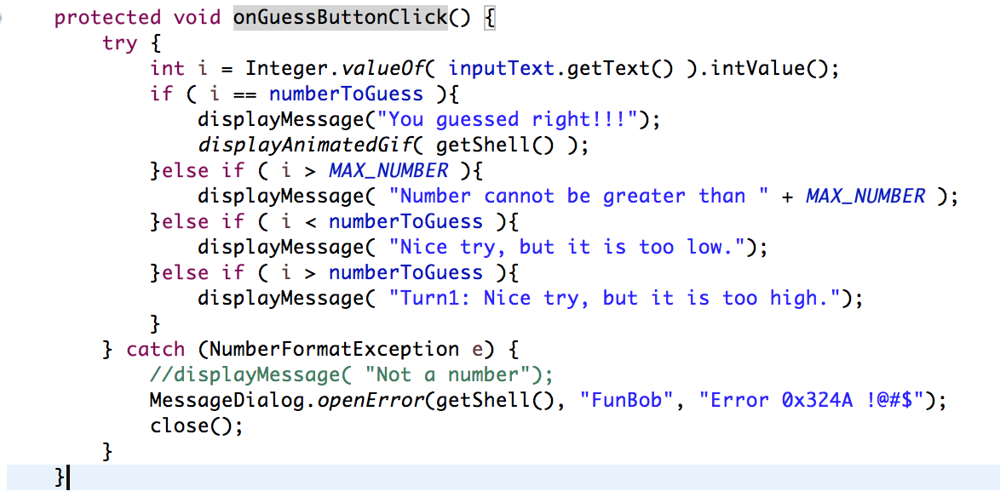 protected void onGuessButtonClick() {
    try {
        int i = Integer.valueOf( inputText.getText() ).intValue();
        if ( i == numberToGuess ){
            displayMessage("You guessed right!!!");
            displayAnimatedGif( getShell() );
        }else if ( i > MAX_NUMBER ){
            displayMessage( "Number cannot be greater than " + MAX_NUMBER );
        }else if ( i < numberToGuess ){
            displayMessage( "Nice try, but it is too low.");
        }else if ( i > numberToGuess ){
            displayMessage( "Turn1: Nice try, but it is too high.");
        }
    } catch (NumberFormatException e) {
        //displayMessage( "Not a number");
        MessageDialog.openError(getShell(), "FunBob", "Error 0x324A !@#$");
        close();
    }
}